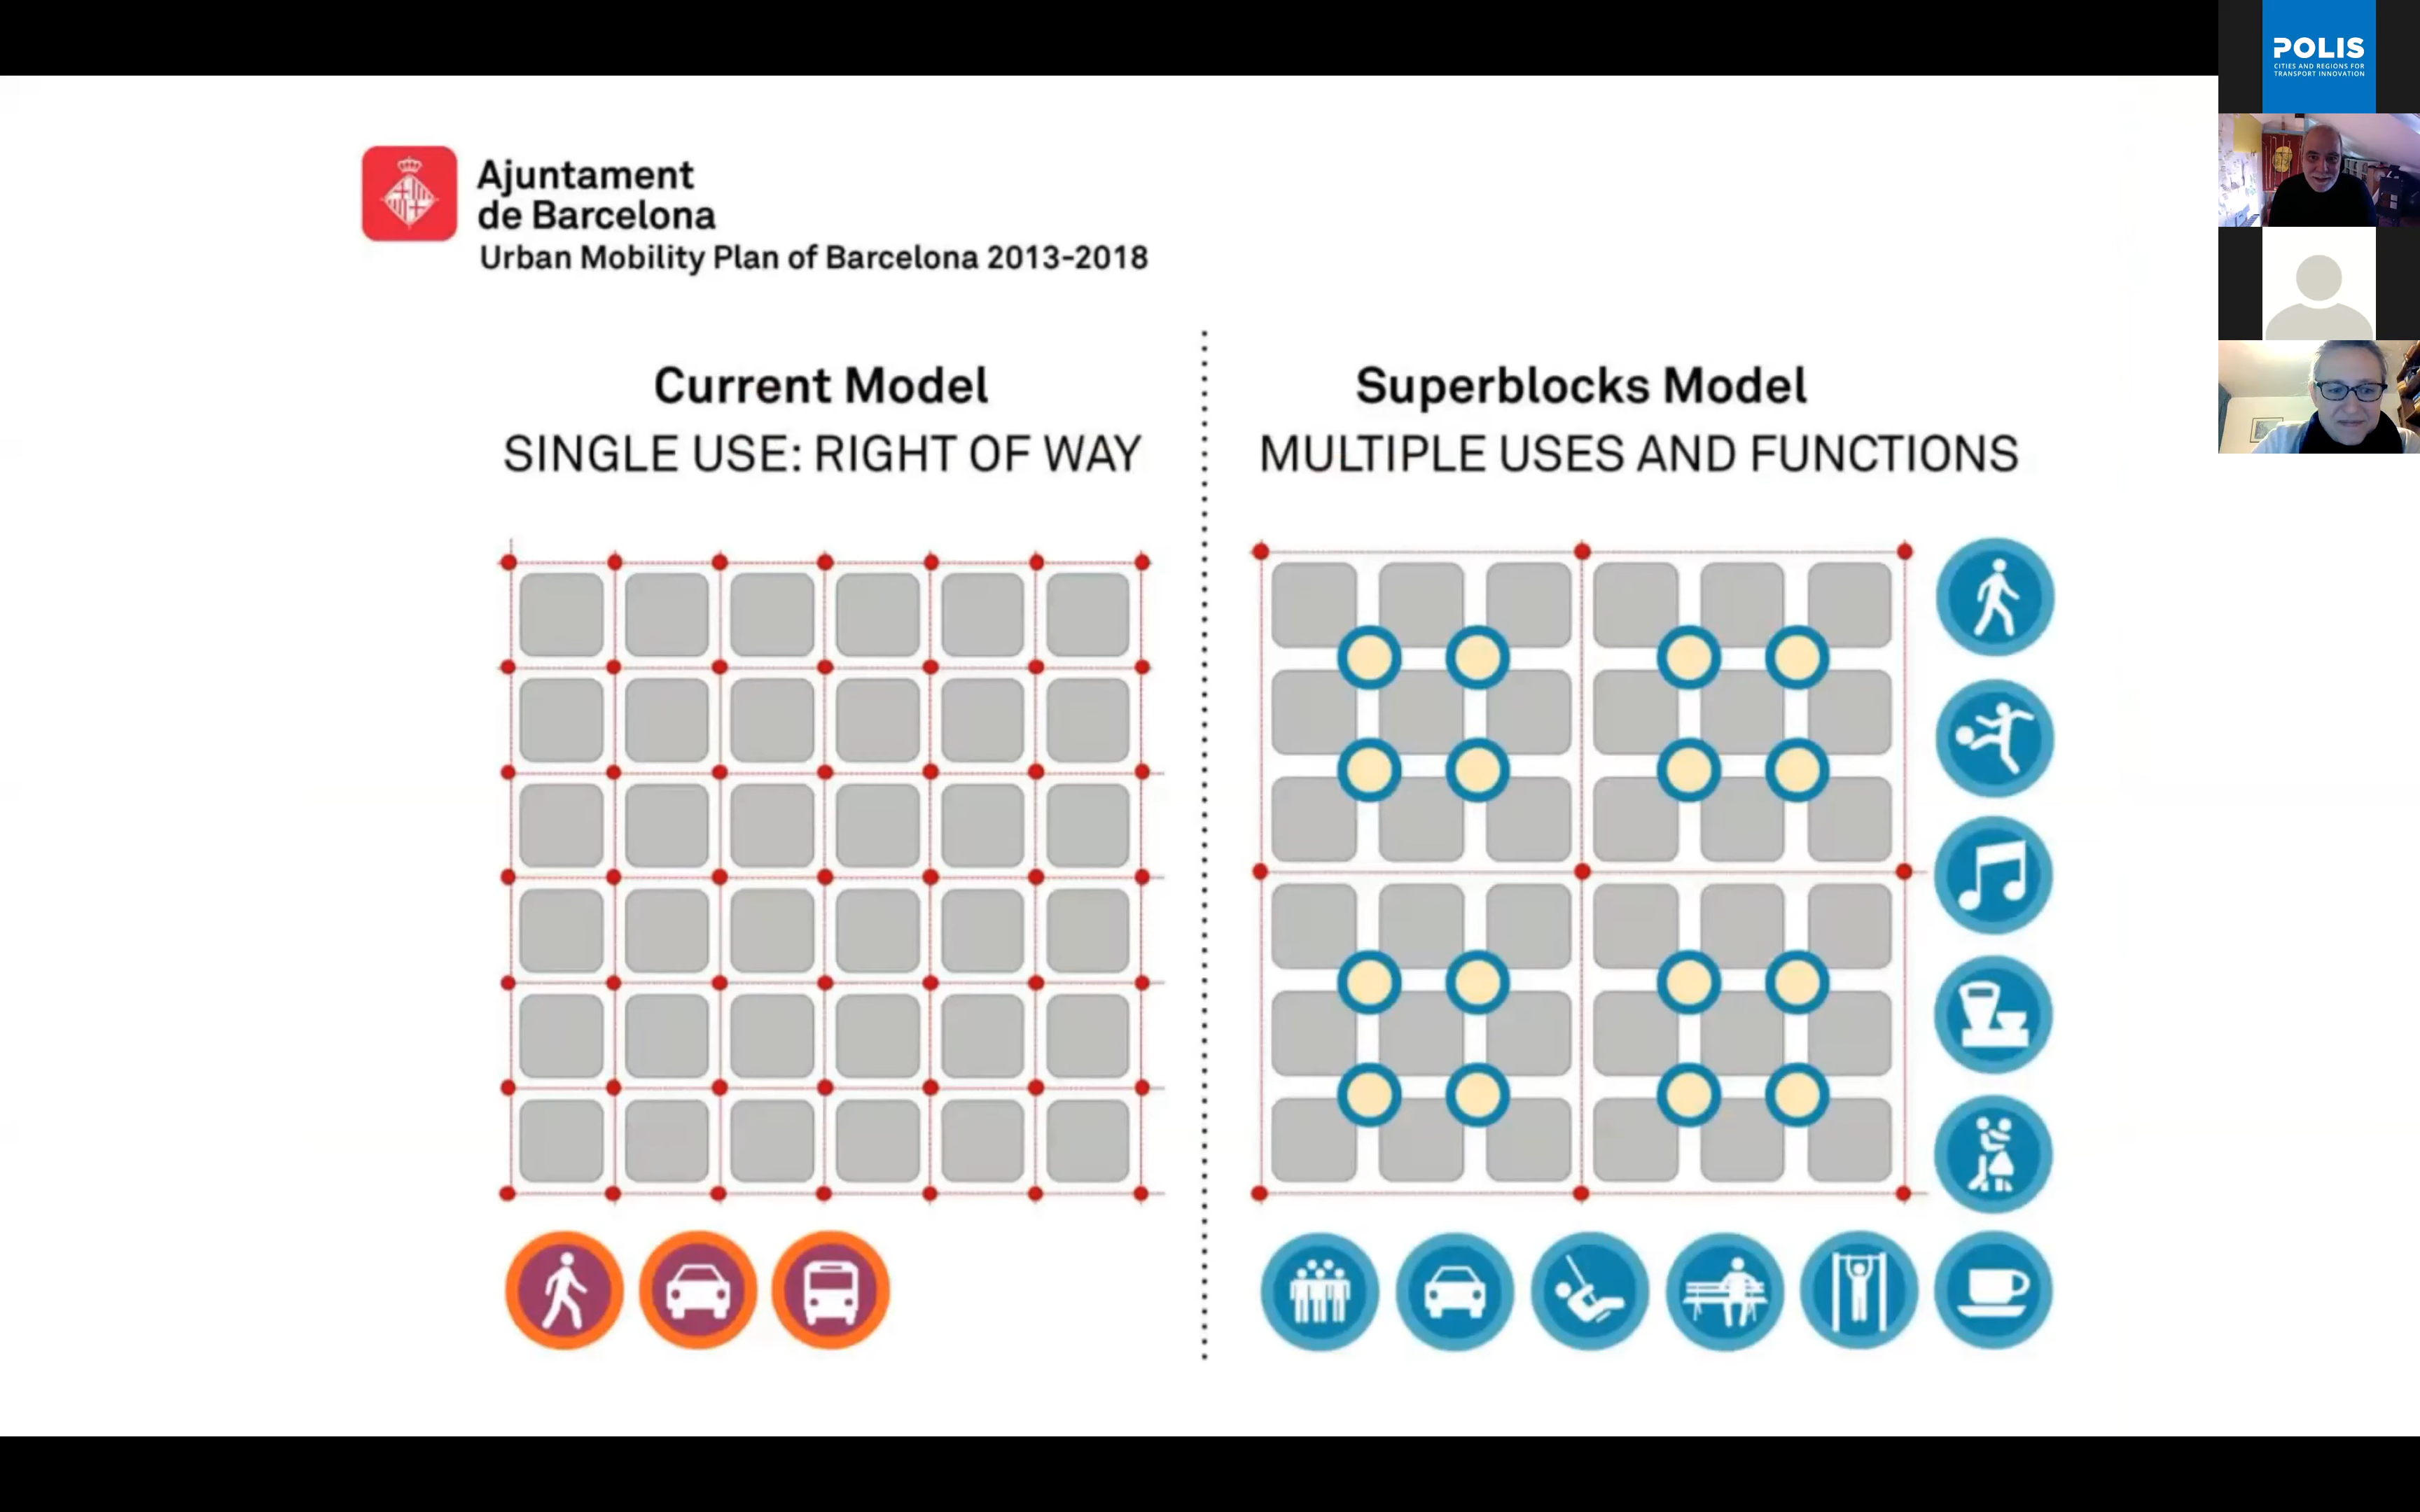 POLIS
CITIES AND REGIONS FOR
TRANSPORT INNOVATION
Ajuntament
de Barcelona
Urban Mobility Plan of Barcelona 2013-2018
Current Model
SINGLE USE: RIGHT OF WAY
Superblocks Model
MULTIPLE USES AND FUNCTIONS